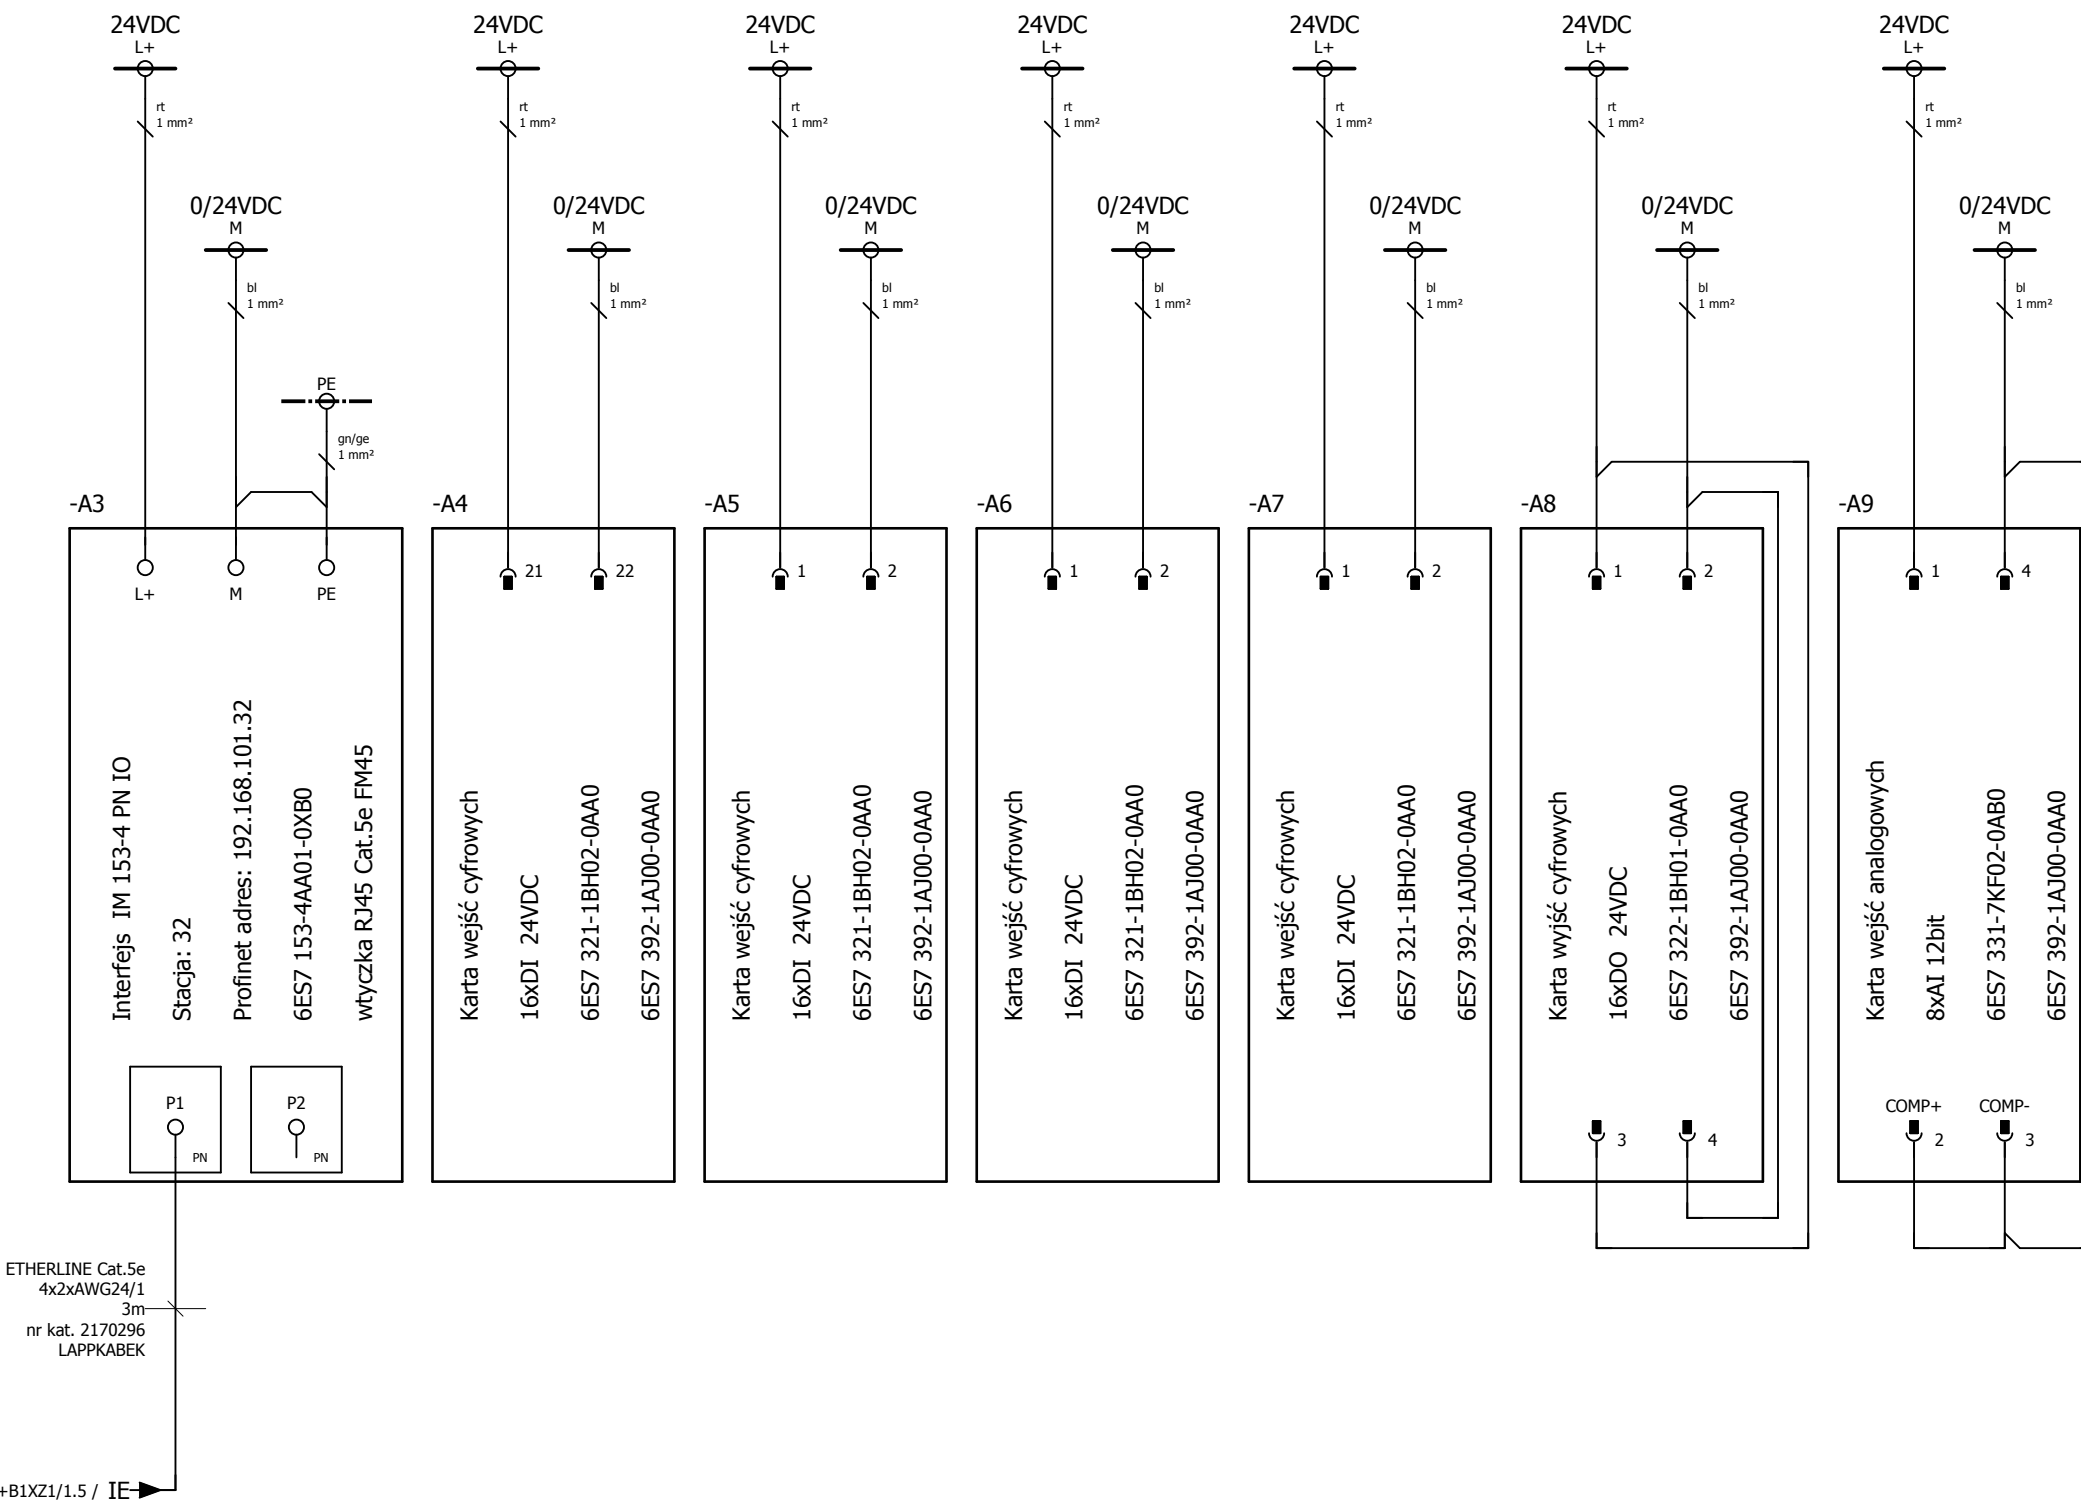 24VDC
L+
24VDC
L+
24VDC
L+
24VDC
L+
24VDC
L+
24VDC
L+
24VDC
L+
rt
1 mm²
rt
1 mm²
rt
1 mm²
rt
1 mm²
rt
1 mm²
rt
1 mm²
rt
1 mm²
0/24VDC
M
0/24VDC
M
0/24VDC
M
0/24VDC
M
0/24VDC
M
0/24VDC
M
0/24VDC
M
bl
1 mm²
bl
1 mm²
bl
1 mm²
bl
1 mm²
bl
1 mm²
bl
1 mm²
bl
1 mm²
PE
gn/ge
1 mm²
-A3
L+
M
PE
Interfejs IM 153-4 PN IO
Stacja: 32
Profinet adres: 192.168.101.32
6ES7 153-4AA01-0XB0
wtyczka RJ45 Cat.5e FM45
P1
PN
P2
PN
-A4
21
22
Karta wejść cyfrowych
16xDI 24VDC
6ES7 321-1BH02-0AA0
6ES7 392-1AJ00-0AA0
-A5
1
2
Karta wejść cyfrowych
16xDI 24VDC
6ES7 321-1BH02-0AA0
6ES7 392-1AJ00-0AA0
-A6
1
2
Karta wejść cyfrowych
16xDI 24VDC
6ES7 321-1BH02-0AA0
6ES7 392-1AJ00-0AA0
-A7
1
2
Karta wejść cyfrowych
16xDI 24VDC
6ES7 321-1BH02-0AA0
6ES7 392-1AJ00-0AA0
-A8
1
2
Karta wyjść cyfrowych
16xDO 24VDC
6ES7 322-1BH01-0AA0
6ES7 392-1AJ00-0AA0
3
4
-A9
1
4
Karta wejść analogowych
8xAI 12bit
6ES7 331-7KF02-0AB0
6ES7 392-1AJ00-0AA0
COMP+
COMP-
2
3
ETHERLINE Cat.5e
4x2xAWG24/1
3m
nr kat. 2170296
LAPPKABEK
+B1XZ1/1.5 / IE